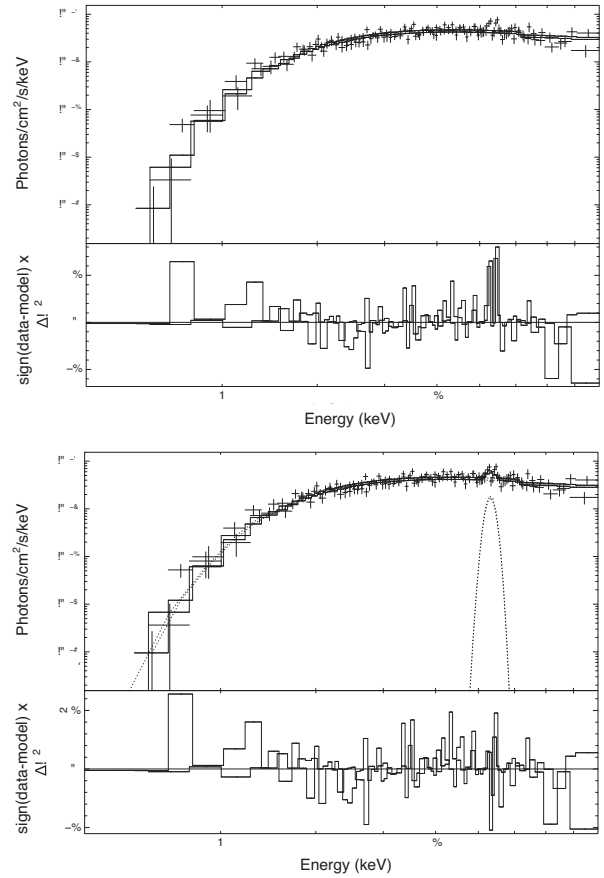 Photons/cm²/s/keV
!‴ -'
!‴ -&
!‴ -%
!‴ -$
!‴ -#
sign(data-model) x
Δ! ²
%
"
-%
1
%
Energy (keV)
Photons/cm²/s/keV
!‴ -'
!‴ -&
!‴ -%
!‴ -$
!‴ -#
sign(data-model) x
Δ! ²
2 %
"
-%
1
%
Energy (keV)